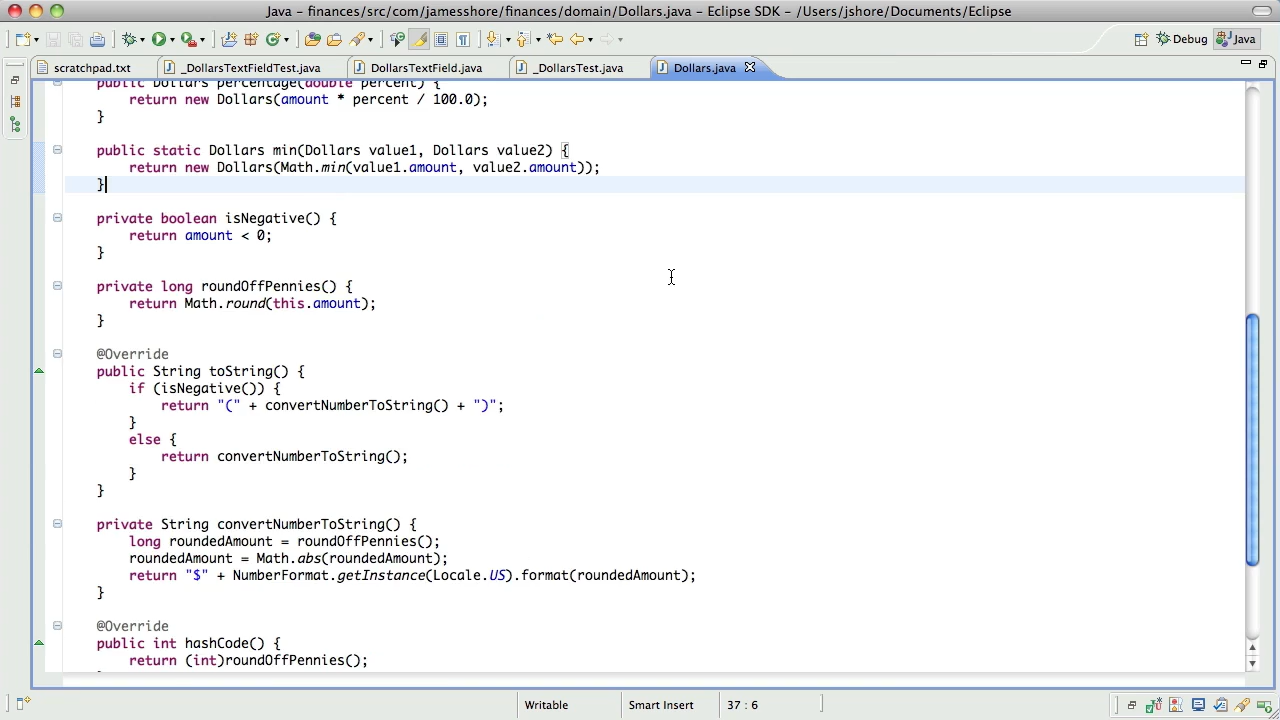 Java – finances/src/com/jamesshore/finances/domain/Dollars.java – Eclipse SDK – /Users/jshore/Documents/Eclipse
Debug Java
scratchpad.txt _DollarsTextFieldTest.java DollarsTextField.java _DollarsTest.java Dollars.java
public Dollars percentage(double percent) {
return new Dollars(amount * percent / 100.0);
}
public static Dollars min(Dollars value1, Dollars value2) {
return new Dollars(Math.min(value1.amount, value2.amount));
}
private boolean isNegative() {
return amount < 0;
}
private long roundOffPennies() {
return Math.round(this.amount);
}
@Override
public String toString() {
if (isNegative()) {
return "(" + convertNumberToString() + ")";
}
else {
return convertNumberToString();
}
}
private String convertNumberToString() {
long roundedAmount = roundOffPennies();
roundedAmount = Math.abs(roundedAmount);
return "$" + NumberFormat.getInstance(Locale.US).format(roundedAmount);
}
@Override
public int hashCode() {
return (int)roundOffPennies();
Writable Smart Insert 37 : 6